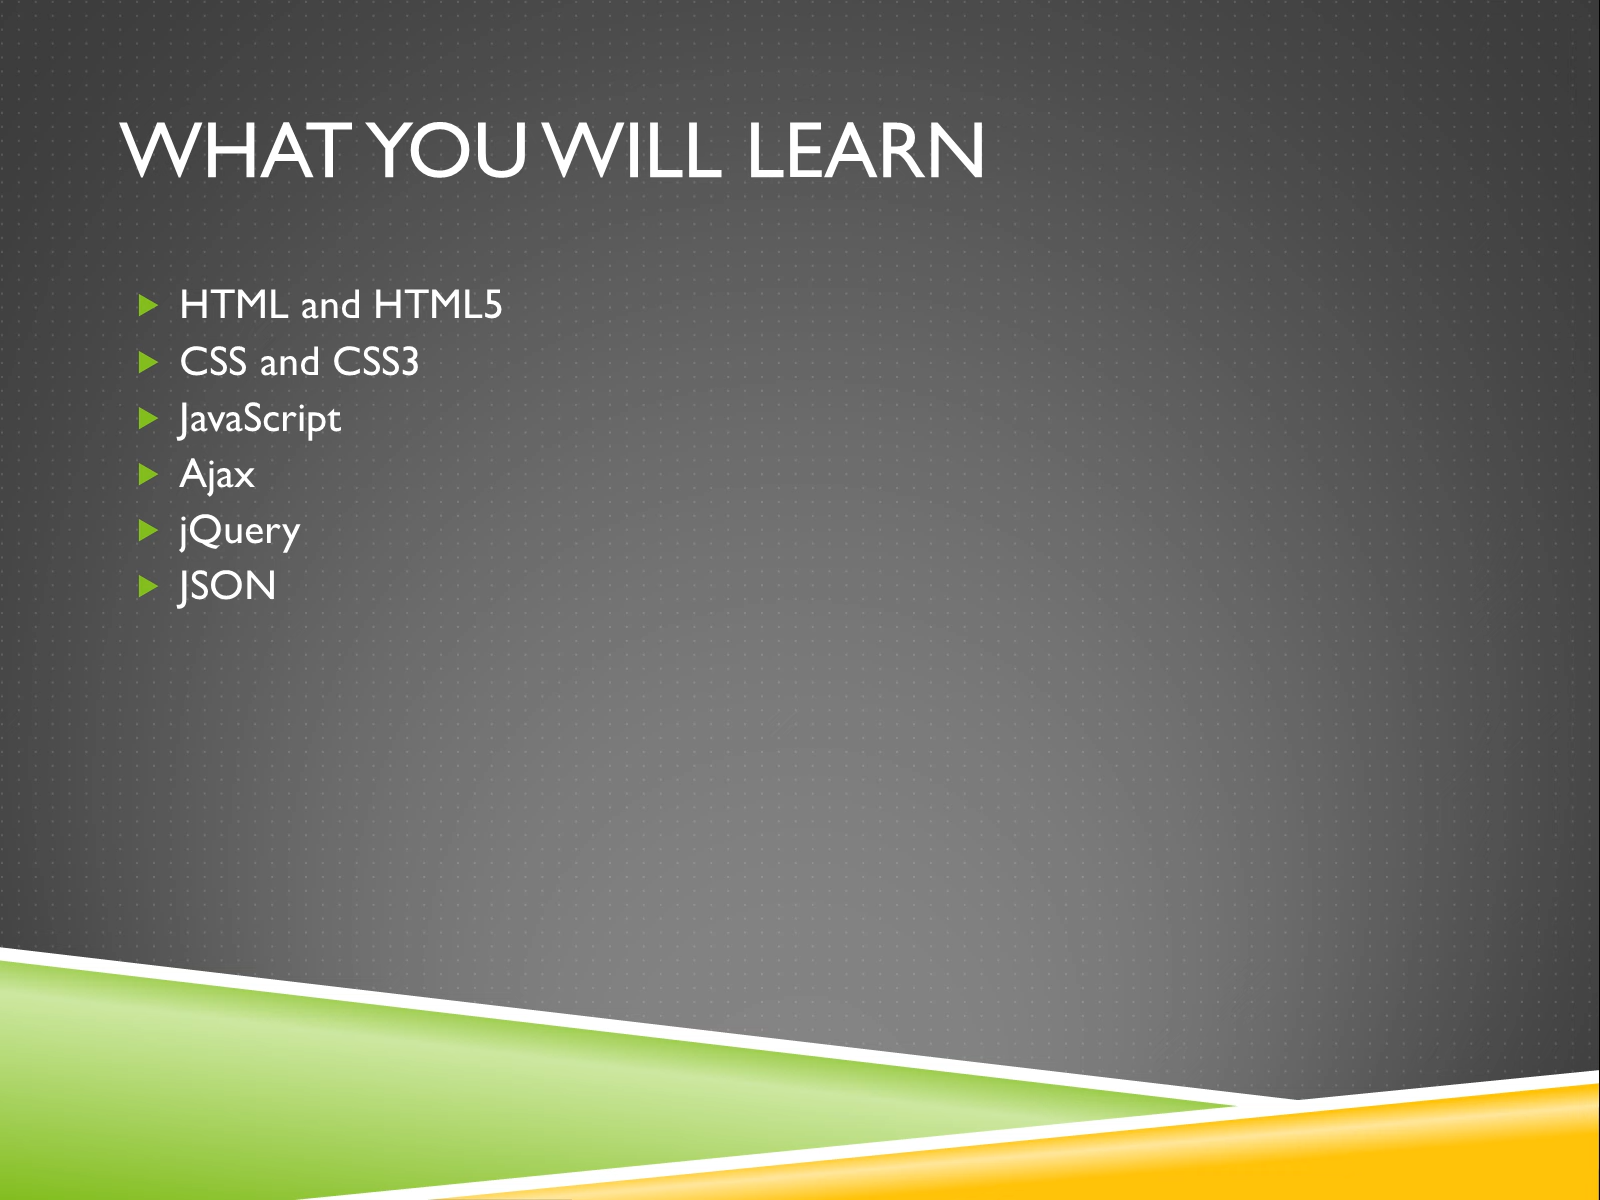 WHAT YOU WILL LEARN
HTML and HTML5
CSS and CSS3
JavaScript
Ajax
jQuery
JSON